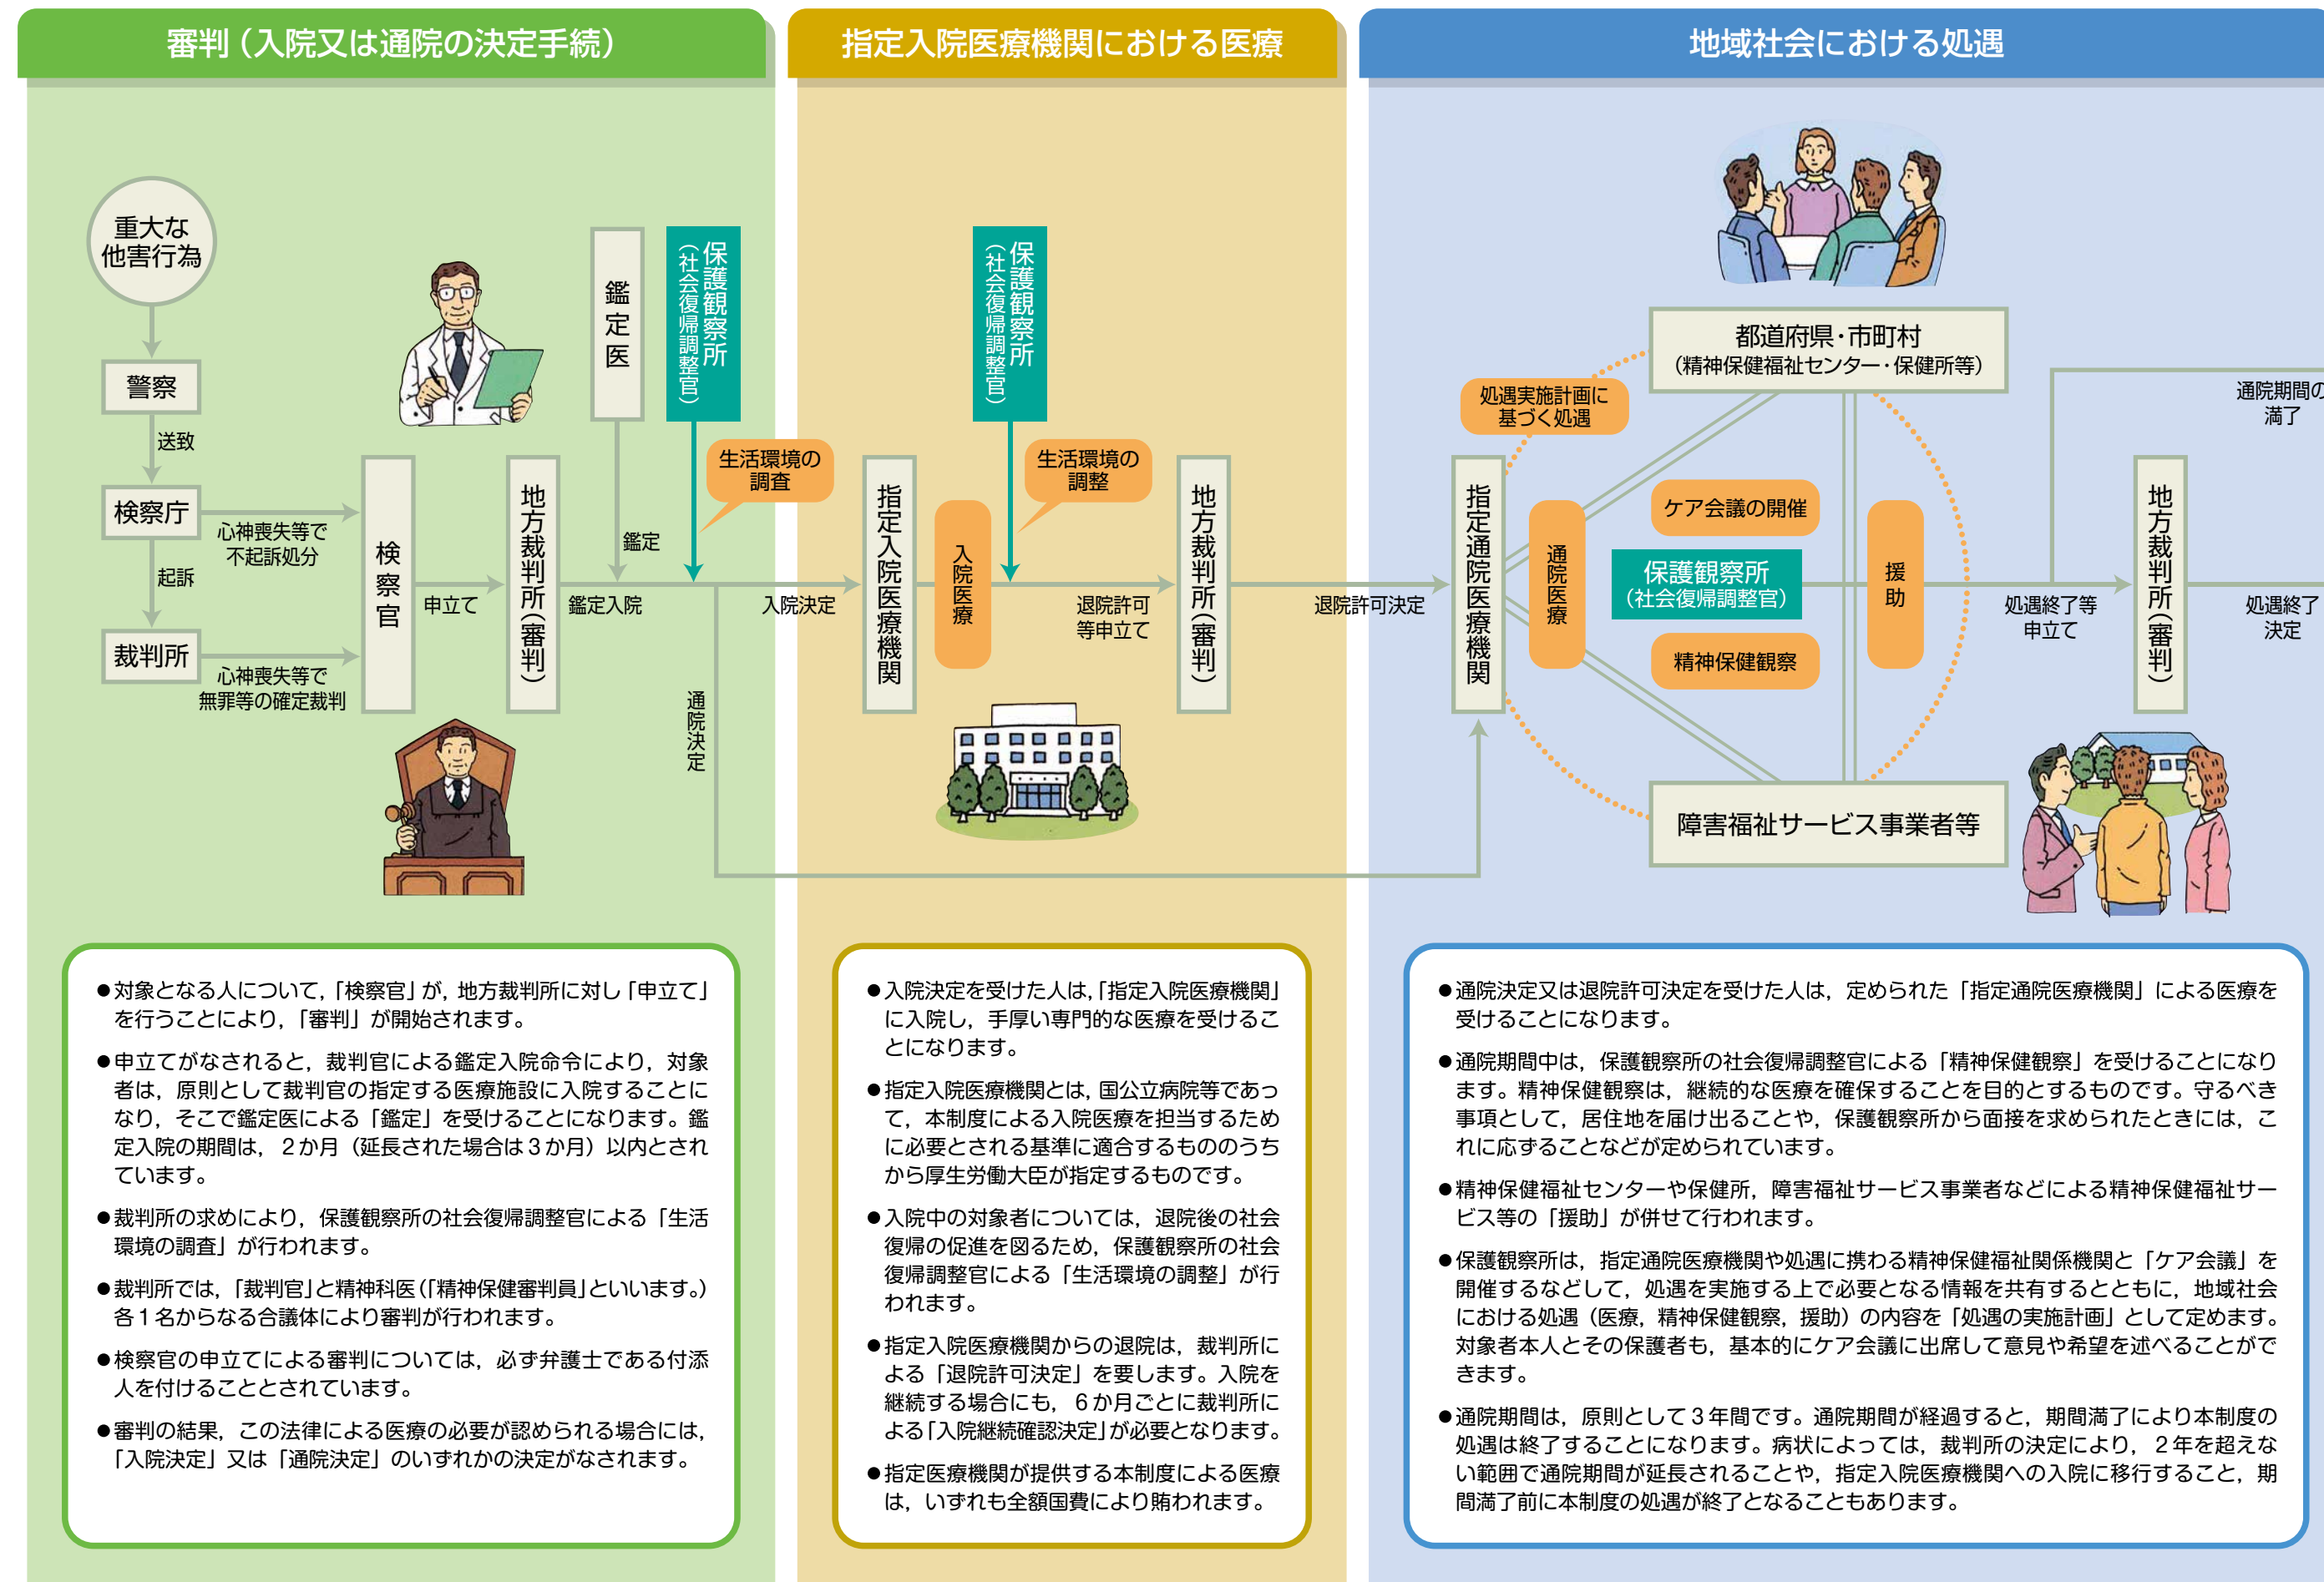 審判（入院又は通院の決定手続）
重大な
他害行為
警察
送致
検察庁
起訴
裁判所
心神喪失等で
不起訴処分
心神喪失等で
無罪等の確定裁判
検察官
申立て
地方裁判所（審判）
鑑定医
鑑定
鑑定入院
保護観察所
（社会復帰調整官）
生活環境の
調査
入院決定
通院決定
●対象となる人について，「検察官」が，地方裁判所に対し「申立て」
を行うことにより，「審判」が開始されます。
●申立てがなされると，裁判官による鑑定入院命令により，対象
者は，原則として裁判官の指定する医療施設に入院することに
なり，そこで鑑定医による「鑑定」を受けることになります。鑑
定入院の期間は，２か月（延長された場合は３か月）以内とされ
ています。
●裁判所の求めにより，保護観察所の社会復帰調整官による「生活
環境の調査」が行われます。
●裁判所では，「裁判官」と精神科医（「精神保健審判員」といいます。）
各１名からなる合議体により審判が行われます。
●検察官の申立てによる審判については，必ず弁護士である付添
人を付けることとされています。
●審判の結果，この法律による医療の必要が認められる場合には，
「入院決定」又は「通院決定」のいずれかの決定がなされます。
指定入院医療機関における医療
指定入院医療機関
入院医療
保護観察所
（社会復帰調整官）
生活環境の
調整
退院許可
等申立て
地方裁判所（審判）
退院許可決定
●入院決定を受けた人は，「指定入院医療機関」
に入院し，手厚い専門的な医療を受けるこ
とになります。
●指定入院医療機関とは，国公立病院等であっ
て，本制度による入院医療を担当するため
に必要とされる基準に適合するもののうち
から厚生労働大臣が指定するものです。
●入院中の対象者については，退院後の社会
復帰の促進を図るため，保護観察所の社会
復帰調整官による「生活環境の調整」が行
われます。
●指定入院医療機関からの退院は，裁判所に
よる「退院許可決定」を要します。入院を
継続する場合にも，６か月ごとに裁判所に
よる「入院継続確認決定」が必要となります。
●指定医療機関が提供する本制度による医療
は，いずれも全額国費により賄われます。
地域社会における処遇
都道府県・市町村
（精神保健福祉センター・保健所等）
処遇実施計画に
基づく処遇
指定通院医療機関
通院医療
ケア会議の開催
保護観察所
（社会復帰調整官）
精神保健観察
援助
障害福祉サービス事業者等
通院期間の
満了
処遇終了等
申立て
地方裁判所（審判）
処遇終了
決定
●通院決定又は退院許可決定を受けた人は，定められた「指定通院医療機関」による医療を
受けることになります。
●通院期間中は，保護観察所の社会復帰調整官による「精神保健観察」を受けることになり
ます。精神保健観察は，継続的な医療を確保することを目的とするものです。守るべき
事項として，居住地を届け出ることや，保護観察所から面接を求められたときには，こ
れに応ずることなどが定められています。
●精神保健福祉センターや保健所，障害福祉サービス事業者などによる精神保健福祉サー
ビス等の「援助」が併せて行われます。
●保護観察所は，指定通院医療機関や処遇に携わる精神保健福祉関係機関と「ケア会議」を
開催するなどして，処遇を実施する上で必要となる情報を共有するとともに，地域社会
における処遇（医療，精神保健観察，援助）の内容を「処遇の実施計画」として定めます。
対象者本人とその保護者も，基本的にケア会議に出席して意見や希望を述べることがで
きます。
●通院期間は，原則として３年間です。通院期間が経過すると，期間満了により本制度の
処遇は終了することになります。病状によっては，裁判所の決定により，２年を超えな
い範囲で通院期間が延長されることや，指定入院医療機関への入院に移行すること，期
間満了前に本制度の処遇が終了となることもあります。